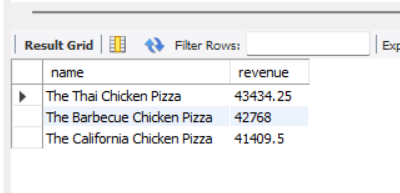 Result Grid Filter Rows: Exp
name revenue
The Thai Chicken Pizza 43434.25
The Barbecue Chicken Pizza 42768
The California Chicken Pizza 41409.5